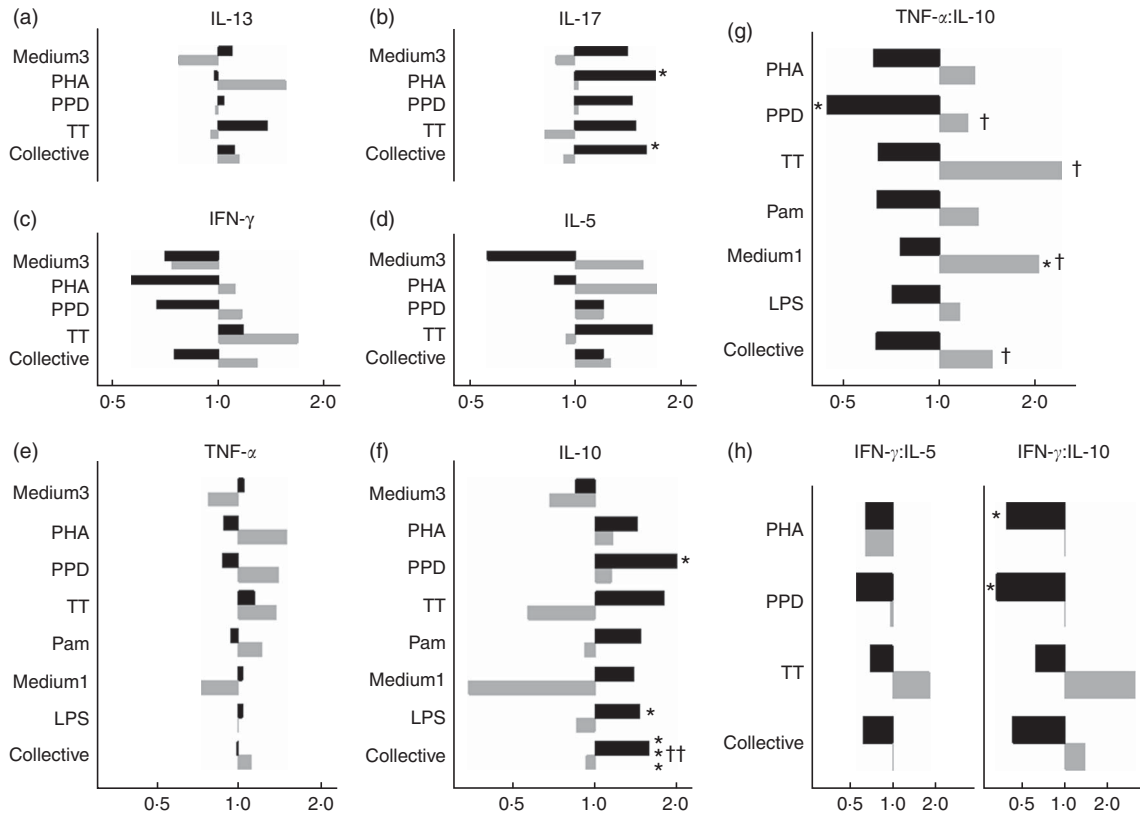 (a) IL-13
Medium3
PHA
PPD
TT
Collective
(b) IL-17
Medium3
PHA *
PPD
TT
Collective *
(c) IFN-γ
Medium3
PHA
PPD
TT
Collective
0·5 1·0 2·0
(d) IL-5
Medium3
PHA
PPD
TT
Collective
0·5 1·0 2·0
(e) TNF-α
Medium3
PHA
PPD
TT
Pam
Medium1
LPS
Collective
0·5 1·0 2·0
(f) IL-10
Medium3
PHA
PPD *
TT
Pam
Medium1
LPS *
*
Collective *††
*
0·5 1·0 2·0
(g) TNF-α:IL-10
PHA
PPD * †
TT †
Pam
Medium1 *†
LPS
Collective †
0·5 1·0 2·0
(h) IFN-γ:IL-5 IFN-γ:IL-10
PHA *
PPD *
TT
Collective
0·5 1·0 2·0 0·5 1·0 2·0